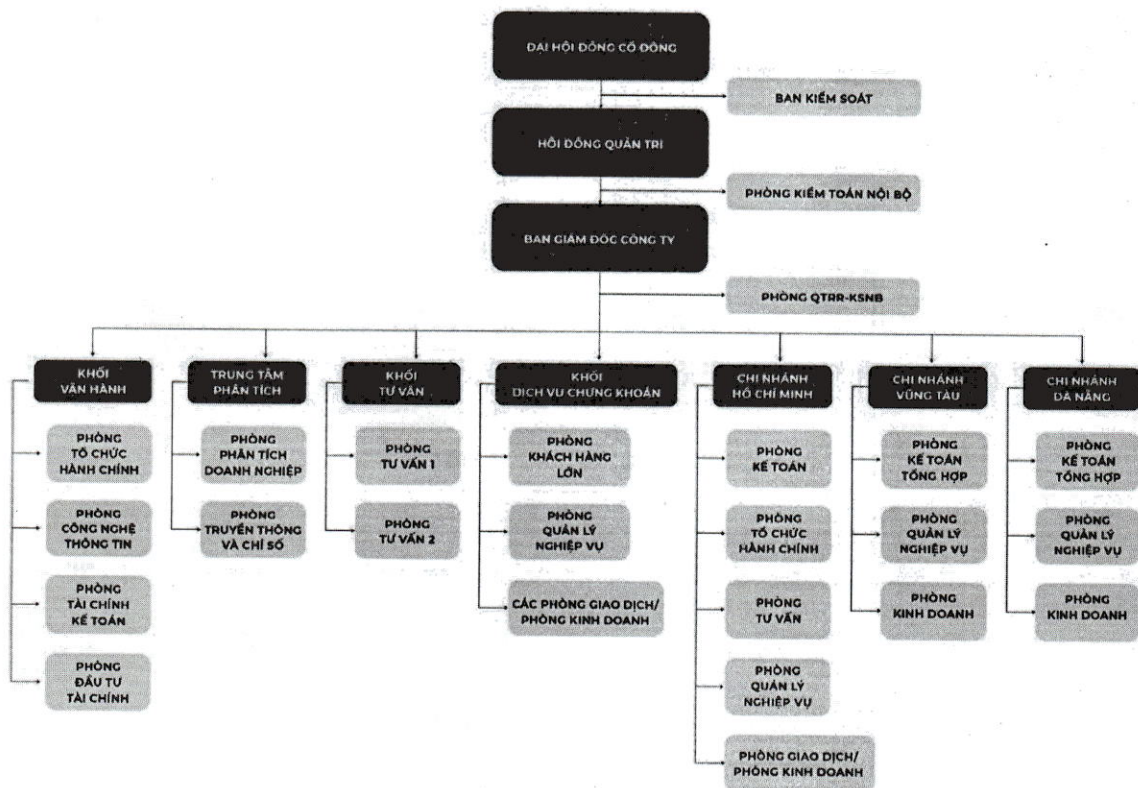 ĐẠI HỘI ĐỒNG CỔ ĐÔNG
BAN KIỂM SOÁT
HỘI ĐỒNG QUẢN TRỊ
PHÒNG KIỂM TOÁN NỘI BỘ
BAN GIÁM ĐỐC CÔNG TY
PHÒNG QTRR-KSNB
KHỐI
VẬN HÀNH
PHÒNG
TỔ CHỨC
HÀNH CHÍNH
PHÒNG
CÔNG NGHỆ
THÔNG TIN
PHÒNG
TÀI CHÍNH
KẾ TOÁN
PHÒNG
ĐẦU TƯ
TÀI CHÍNH
TRUNG TÂM
PHÂN TÍCH
PHÒNG
PHÂN TÍCH
DOANH NGHIỆP
PHÒNG
TRUYỀN THÔNG
VÀ CHỈ SỐ
KHỐI
TƯ VẤN
PHÒNG
TƯ VẤN 1
PHÒNG
TƯ VẤN 2
KHỐI
DỊCH VỤ CHỨNG KHOÁN
PHÒNG
KHÁCH HÀNG
LỚN
PHÒNG
QUẢN LÝ
NGHIỆP VỤ
CÁC PHÒNG GIAO DỊCH/
PHÒNG KINH DOANH
CHI NHÁNH
HỒ CHÍ MINH
PHÒNG
KẾ TOÁN
PHÒNG
TỔ CHỨC
HÀNH CHÍNH
PHÒNG
TƯ VẤN
PHÒNG
QUẢN LÝ
NGHIỆP VỤ
PHÒNG GIAO DỊCH/
PHÒNG KINH DOANH
CHI NHÁNH
VŨNG TÀU
PHÒNG
KẾ TOÁN
TỔNG HỢP
PHÒNG
QUẢN LÝ
NGHIỆP VỤ
PHÒNG
KINH DOANH
CHI NHÁNH
ĐÀ NẴNG
PHÒNG
KẾ TOÁN
TỔNG HỢP
PHÒNG
QUẢN LÝ
NGHIỆP VỤ
PHÒNG
KINH DOANH